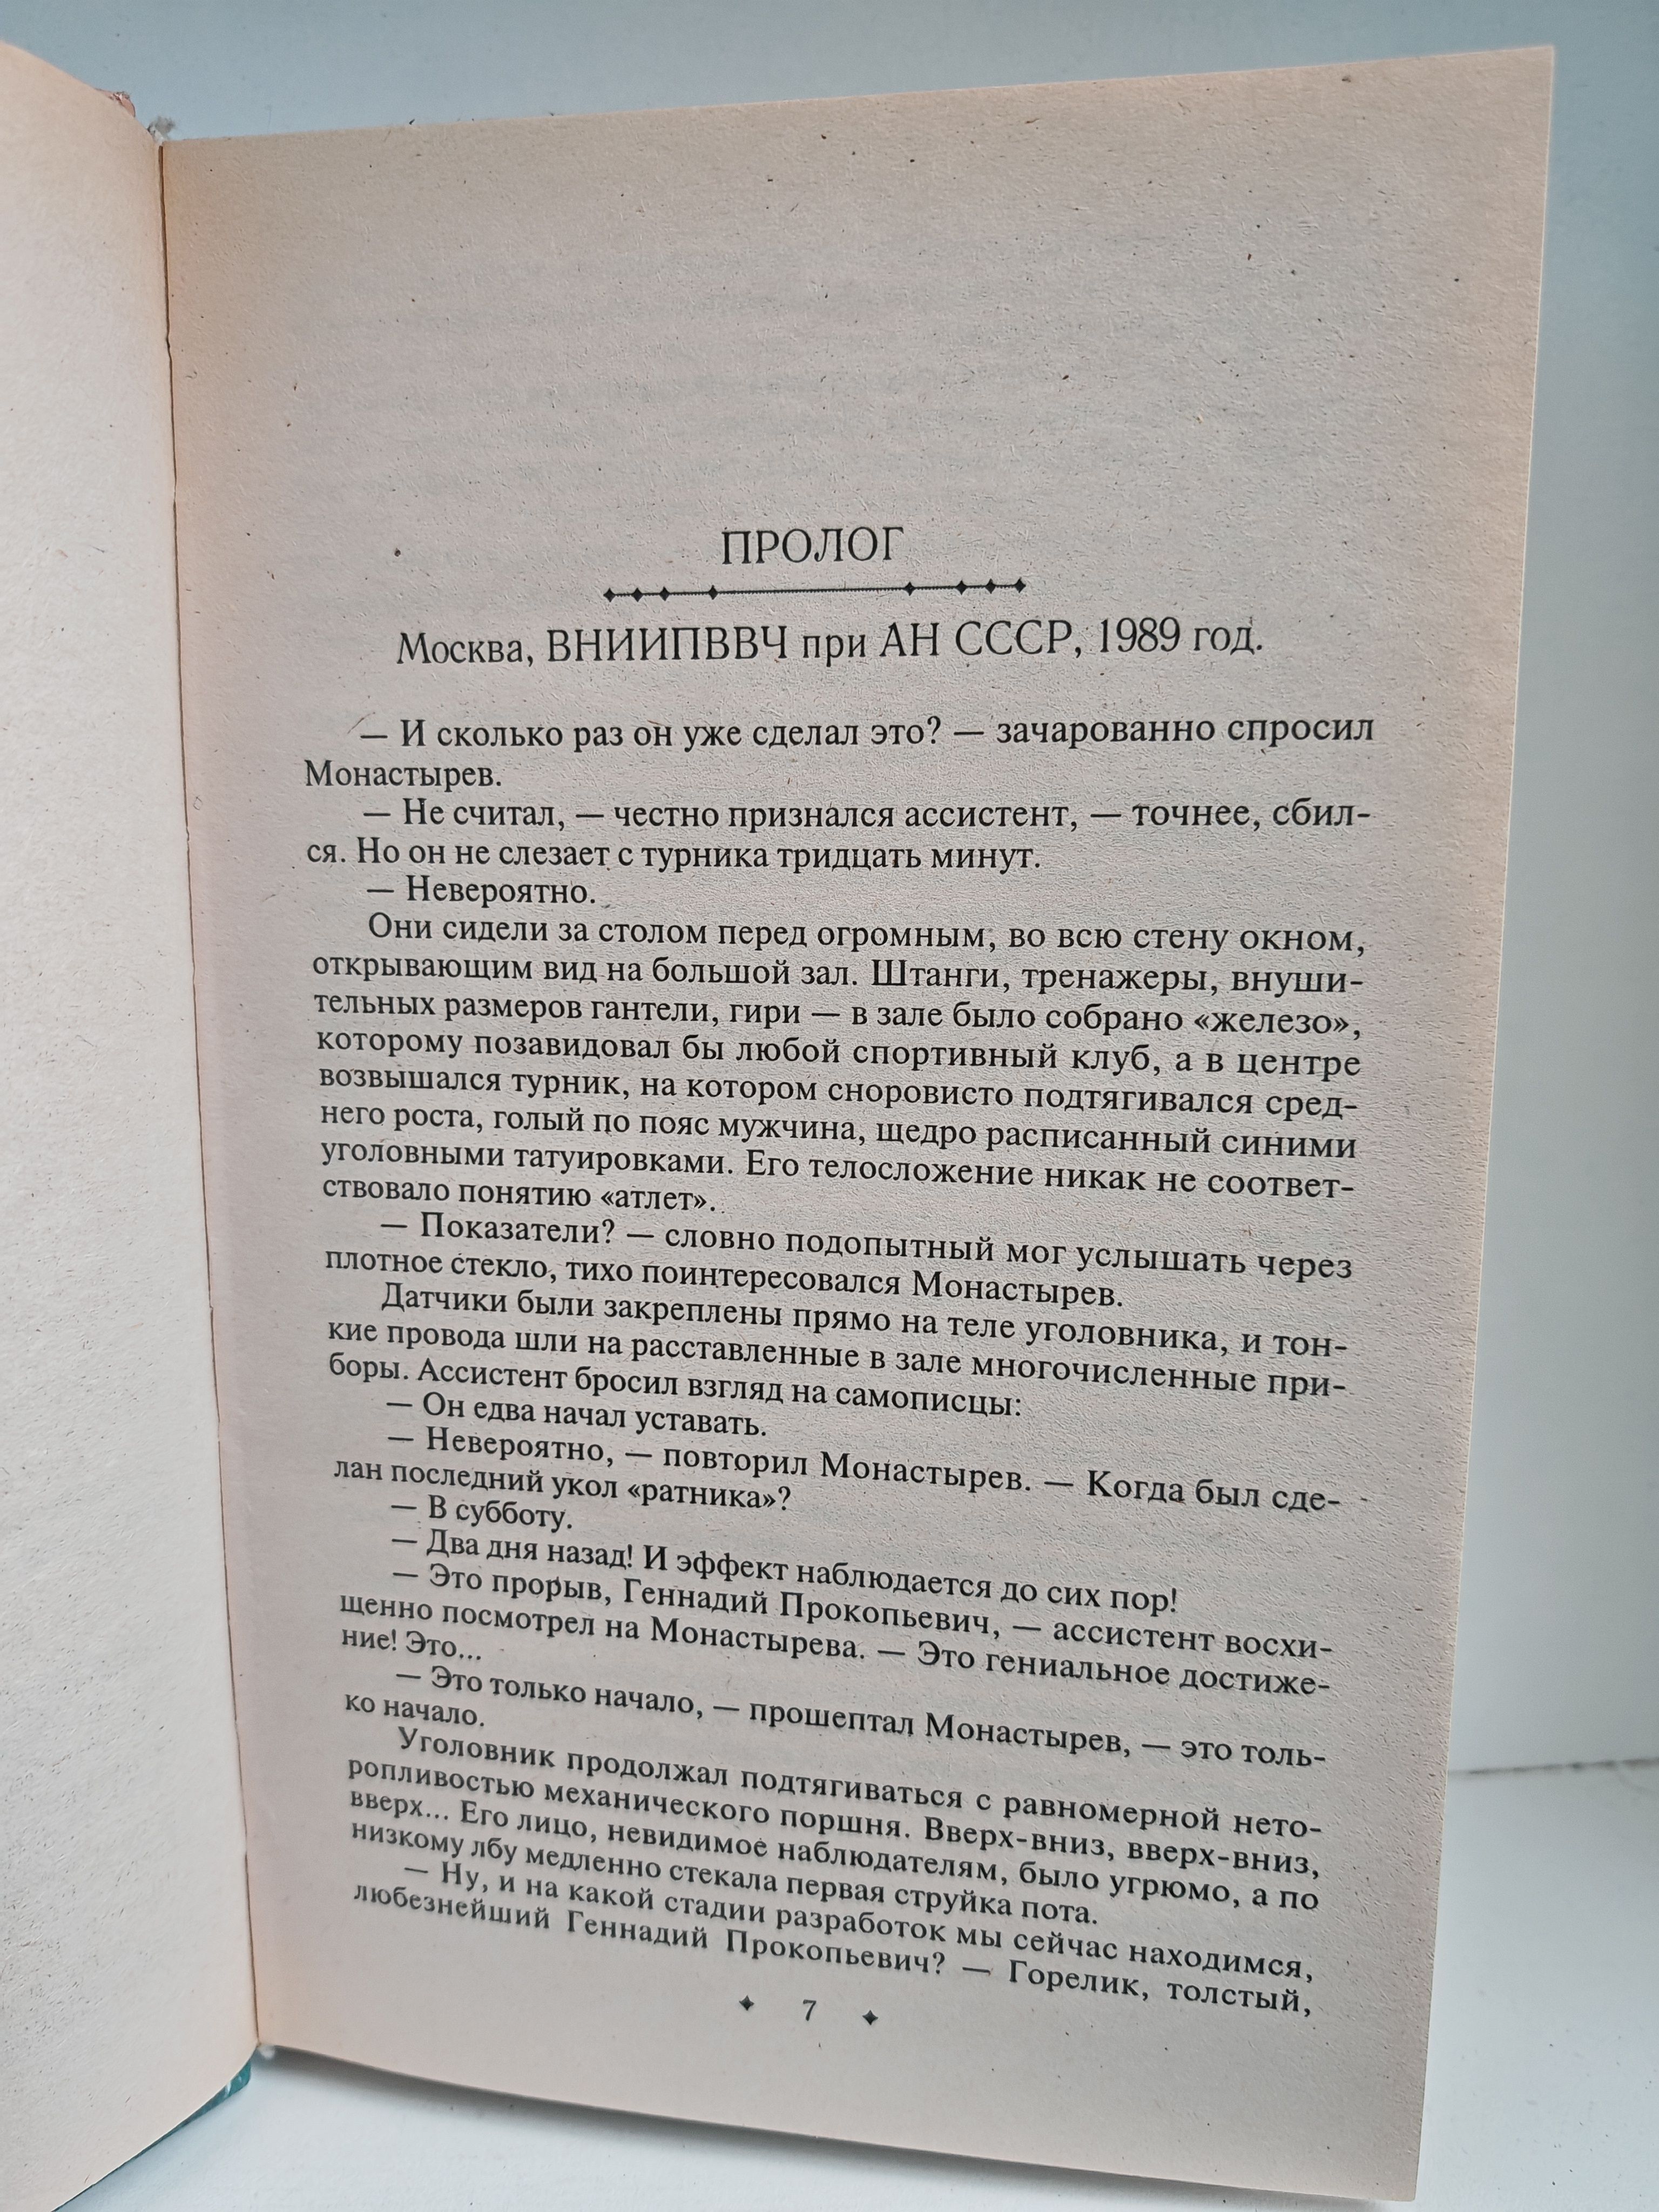 ПРОЛОГ
Москва, ВНИИПВВЧ при АН СССР, 1989 год.
— И сколько раз он уже сделал это? — зачарованно спросил
Монастырев.
— Не считал, — честно признался ассистент, — точнее, сбил-
ся. Но он не слезает с турника тридцать минут.
— Невероятно.
Они сидели за столом перед огромным, во всю стену окном,
открывающим вид на большой зал. Штанги, тренажеры, внуши-
тельных размеров гантели, гири — в зале было собрано «железо»,
которому позавидовал бы любой спортивный клуб, а в центре
возвышался турник, на котором сноровисто подтягивался сред-
него роста, голый по пояс мужчина, щедро расписанный синими
уголовными татуировками. Его телосложение никак не соответ-
ствовало понятию «атлет».
— Показатели? — словно подопытный мог услышать через
плотное стекло, тихо поинтересовался Монастырев.
Датчики были закреплены прямо на теле уголовника, и тон-
кие провода шли на расставленные в зале многочисленные при-
боры. Ассистент бросил взгляд на самописцы:
— Он едва начал уставать.
— Невероятно, — повторил Монастырев. — Когда был сде-
лан последний укол «ратника»?
— В субботу.
— Два дня назад! И эффект наблюдается до сих пор!
— Это прорыв, Геннадий Прокопьевич, — ассистент восхи-
щенно посмотрел на Монастырева. — Это гениальное достиже-
ние! Это...
— Это только начало, — прошептал Монастырев, — это толь-
ко начало.
Уголовник продолжал подтягиваться с равномерной нето-
ропливостью механического поршня. Вверх-вниз, вверх-вниз,
вверх... Его лицо, невидимое наблюдателям, было угрюмо, а по
низкому лбу медленно стекала первая струйка пота.
— Ну, и на какой стадии разработок мы сейчас находимся,
любезнейший Геннадий Прокопьевич? — Горелик, толстый,
7